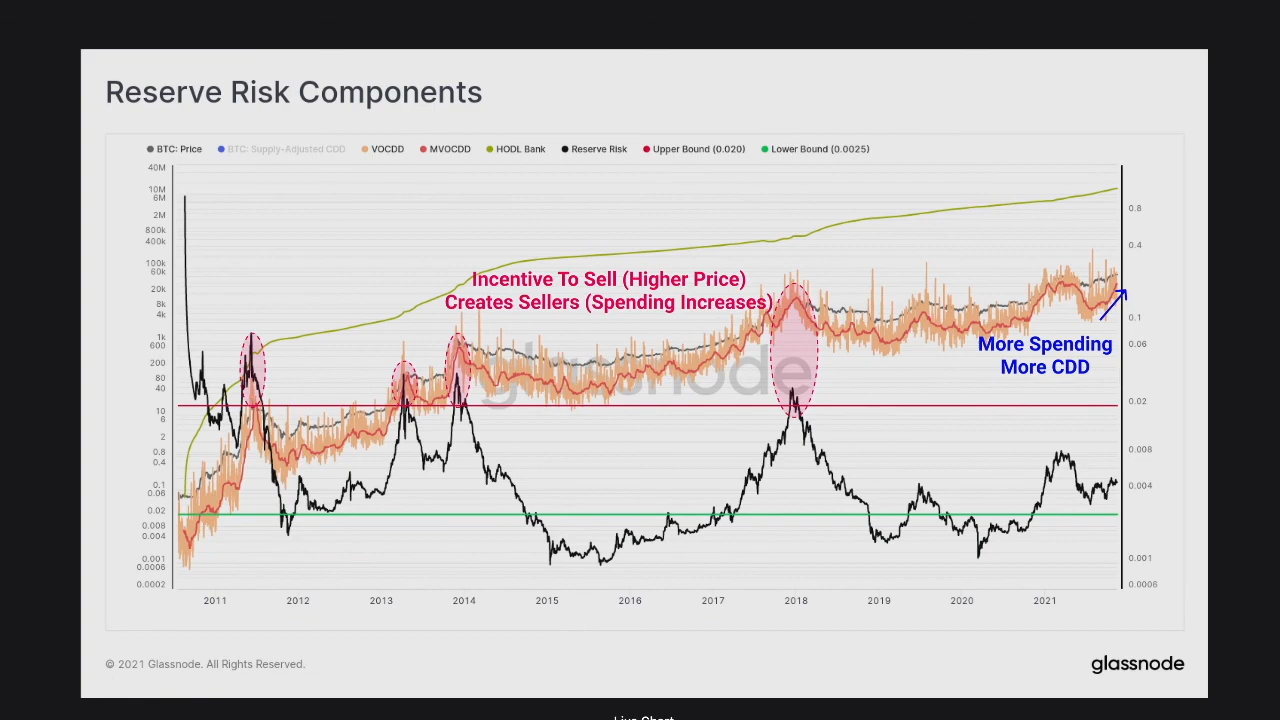 Reserve Risk Components
BTC: Price BTC: Supply-Adjusted CDD VOCDD MVOCDD HODL Bank Reserve Risk Upper Bound (0.020) Lower Bound (0.0025)
40M
10M
6M
2M
800k
400k
100k
60k
20k
8k
4k
1k
600
200
80
40
10
6
2
0.8
0.4
0.1
0.06
0.02
0.008
0.004
0.001
0.0006
0.0002
Incentive To Sell (Higher Price)
Creates Sellers (Spending Increases)
glassnode
More Spending
More CDD
0.8
0.4
0.1
0.06
0.02
0.008
0.004
0.001
0.0006
2011 2012 2013 2014 2015 2016 2017 2018 2019 2020 2021
© 2021 Glassnode. All Rights Reserved.
glassnode
Live Chart